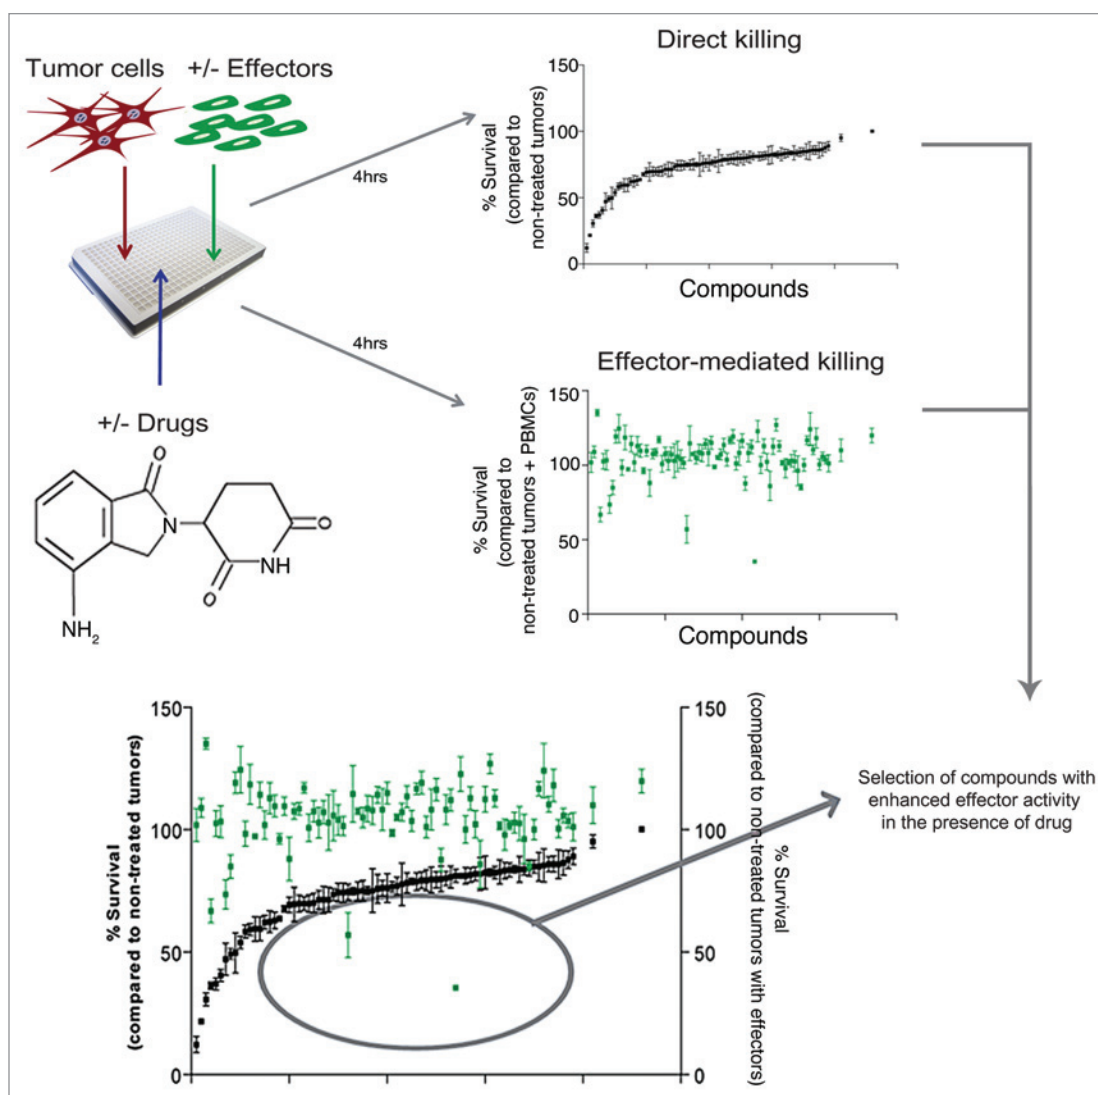 Direct killing
Tumor cells
+/- Effectors
4hrs
% Survival
(compared to
non-treated tumors)
150
100
50
0
Compounds
4hrs
Effector-mediated killing
% Survival
(compared to
non-treated tumors + PBMCs)
150
100
50
0
Compounds
+/- Drugs
O
N
O
NH
O
NH2
% Survival
(compared to non-treated tumors)
150
100
50
0
150
100
50
0
% Survival
(compared to non-treated tumors with effectors)
Selection of compounds with
enhanced effector activity
in the presence of drug